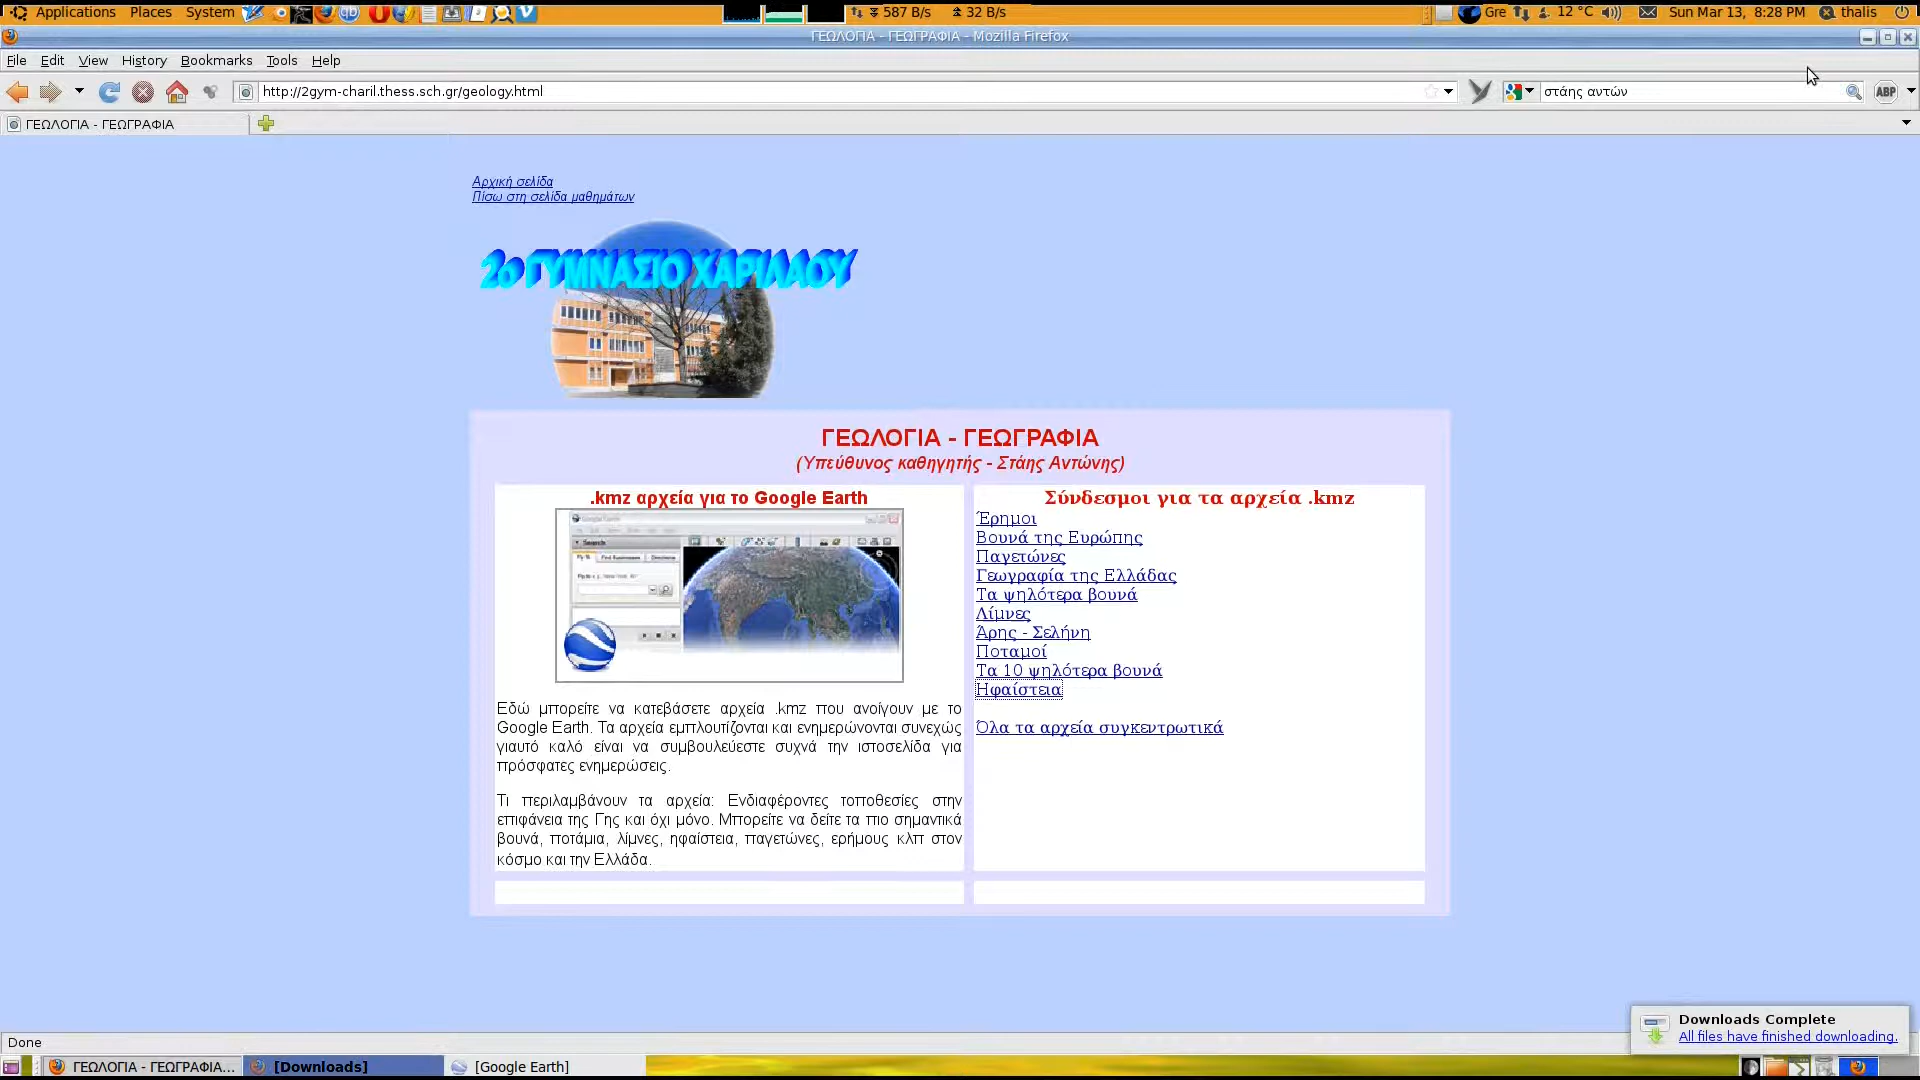 Applications Places System 587 B/s 32 B/s Gre 12 °C Sun Mar 13, 8:28 PM thalis
ΓΕΩΛΟΓΙΑ - ΓΕΩΓΡΑΦΙΑ - Mozilla Firefox
File Edit View History Bookmarks Tools Help
http://2gym-charil.thess.sch.gr/geology.html στάης αντών ABP
ΓΕΩΛΟΓΙΑ - ΓΕΩΓΡΑΦΙΑ
Αρχική σελίδα
Πίσω στη σελίδα μαθημάτων
2ο ΓΥΜΝΑΣΙΟ ΧΑΡΙΛΑΟΥ
ΓΕΩΛΟΓΙΑ - ΓΕΩΓΡΑΦΙΑ
(Υπεύθυνος καθηγητής - Στάης Αντώνης)
.kmz αρχεία για το Google Earth
Google Earth
Search
Εδώ μπορείτε να κατεβάσετε αρχεία .kmz που ανοίγουν με το
Google Earth. Τα αρχεία εμπλουτίζονται και ενημερώνονται συνεχώς
γιαυτό καλό είναι να συμβουλεύεστε συχνά την ιστοσελίδα για
πρόσφατες ενημερώσεις.
Τι περιλαμβάνουν τα αρχεία: Ενδιαφέροντες τοποθεσίες στην
επιφάνεια της Γης και όχι μόνο. Μπορείτε να δείτε τα πιο σημαντικά
βουνά, ποτάμια, λίμνες, ηφαίστεια, παγετώνες, ερήμους κλπ στον
κόσμο και την Ελλάδα.
Σύνδεσμοι για τα αρχεία .kmz
Έρημοι
Βουνά της Ευρώπης
Παγετώνες
Γεωγραφία της Ελλάδας
Τα ψηλότερα βουνά
Λίμνες
Άρης - Σελήνη
Ποταμοί
Τα 10 ψηλότερα βουνά
Ηφαίστεια
Όλα τα αρχεία συγκεντρωτικά
Downloads Complete
All files have finished downloading.
Done
ΓΕΩΛΟΓΙΑ - ΓΕΩΓΡΑΦΙΑ... [Downloads] [Google Earth]